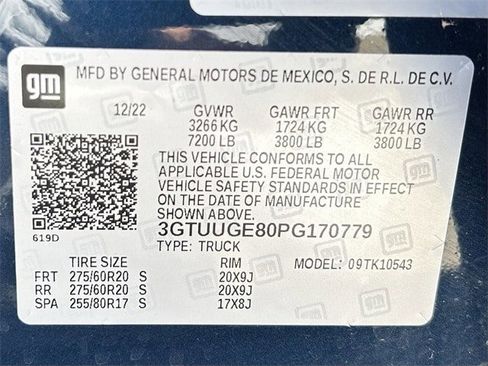 gm MFD BY GENERAL MOTORS DE MEXICO, S. DE R.L. DE C.V.
12/22 GVWR GAWR FRT GAWR RR
3266 KG 1724 KG 1724 KG
7200 LB 3800 LB 3800 LB
THIS VEHICLE CONFORMS TO ALL
APPLICABLE U.S. FEDERAL MOTOR
VEHICLE SAFETY STANDARDS IN EFFECT
ON THE DATE OF MANUFACTURE
SHOWN ABOVE.
619D 3GTUUGE80PG170779
TYPE: TRUCK
TIRE SIZE RIM MODEL: 09TK10543
FRT 275/60R20 S 20X9J
RR 275/60R20 S 20X9J
SPA 255/80R17 S 17X8J